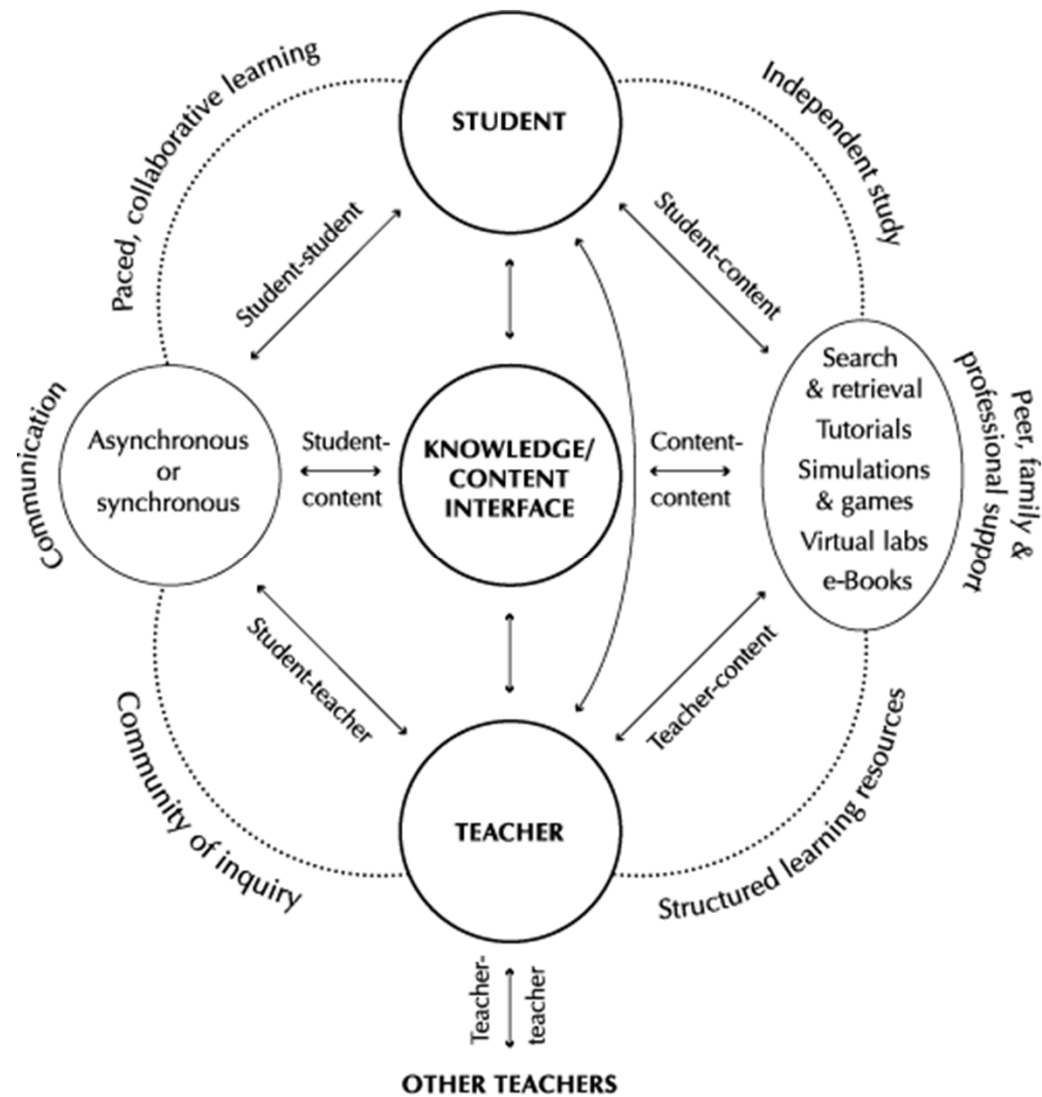 STUDENT
Paced, collaborative learning
Independent study
Student-student
Student-content
Communication
Asynchronous
or
synchronous
Student-
content
KNOWLEDGE/
CONTENT
INTERFACE
Content-
content
Search
& retrieval
Tutorials
Simulations
& games
Virtual labs
e-Books
Peer, family &
professional support
Student-teacher
Teacher-content
Community of inquiry
TEACHER
Structured learning resources
Teacher-
teacher
OTHER TEACHERS